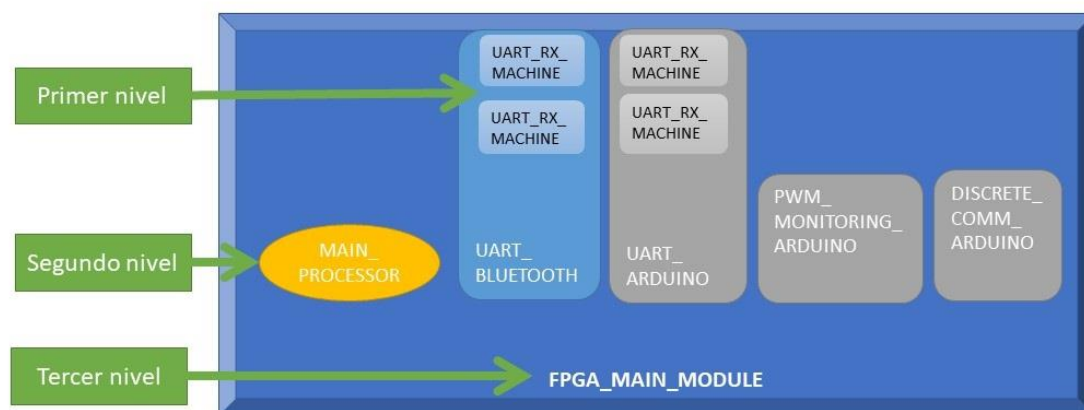 Primer nivel
Segundo nivel
Tercer nivel
MAIN_
PROCESSOR
UART_RX_
MACHINE
UART_RX_
MACHINE
UART_
BLUETOOTH
UART_RX_
MACHINE
UART_RX_
MACHINE
UART_
ARDUINO
PWM_
MONITORING_
ARDUINO
DISCRETE_
COMM_
ARDUINO
FPGA_MAIN_MODULE